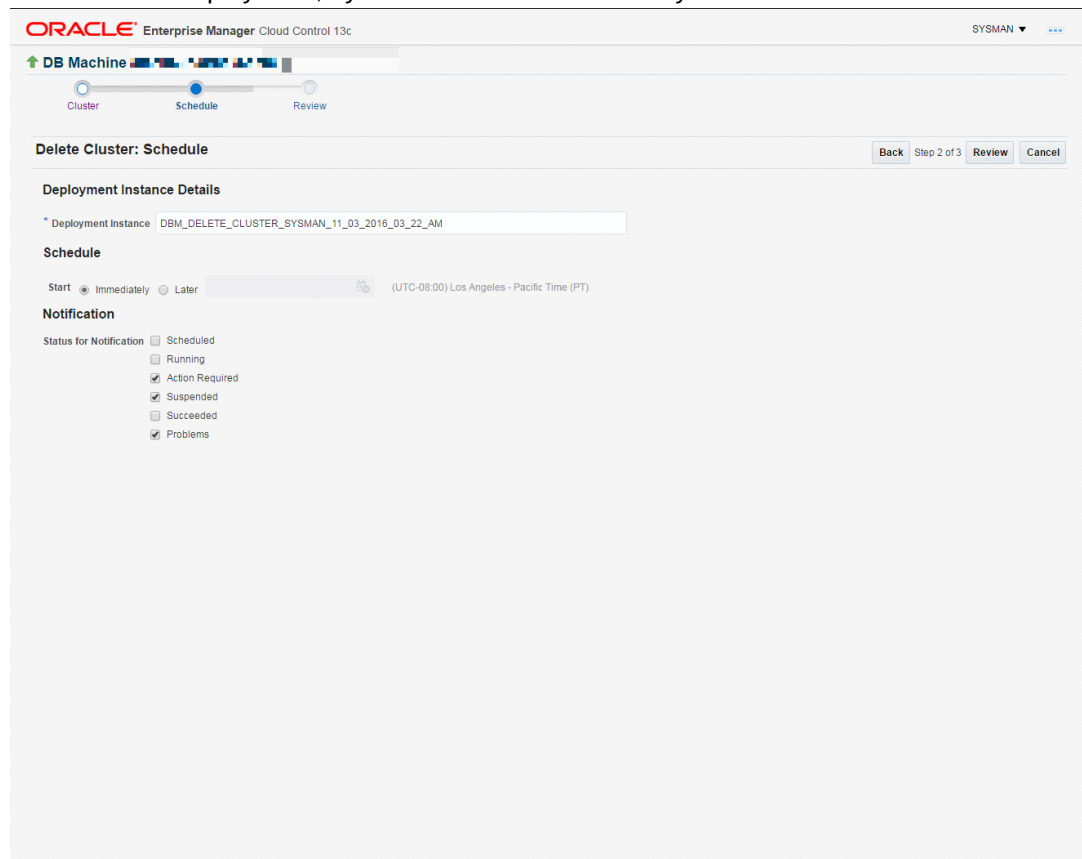 ORACLE Enterprise Manager Cloud Control 13c SYSMAN
DB Machine
Cluster Schedule Review
Delete Cluster: Schedule Back Step 2 of 3 Review Cancel
Deployment Instance Details
* Deployment Instance DBM_DELETE_CLUSTER_SYSMAN_11_03_2016_03_22_AM
Schedule
Start Immediately Later (UTC-08:00) Los Angeles - Pacific Time (PT)
Notification
Status for Notification Scheduled
Running
Action Required
Suspended
Succeeded
Problems